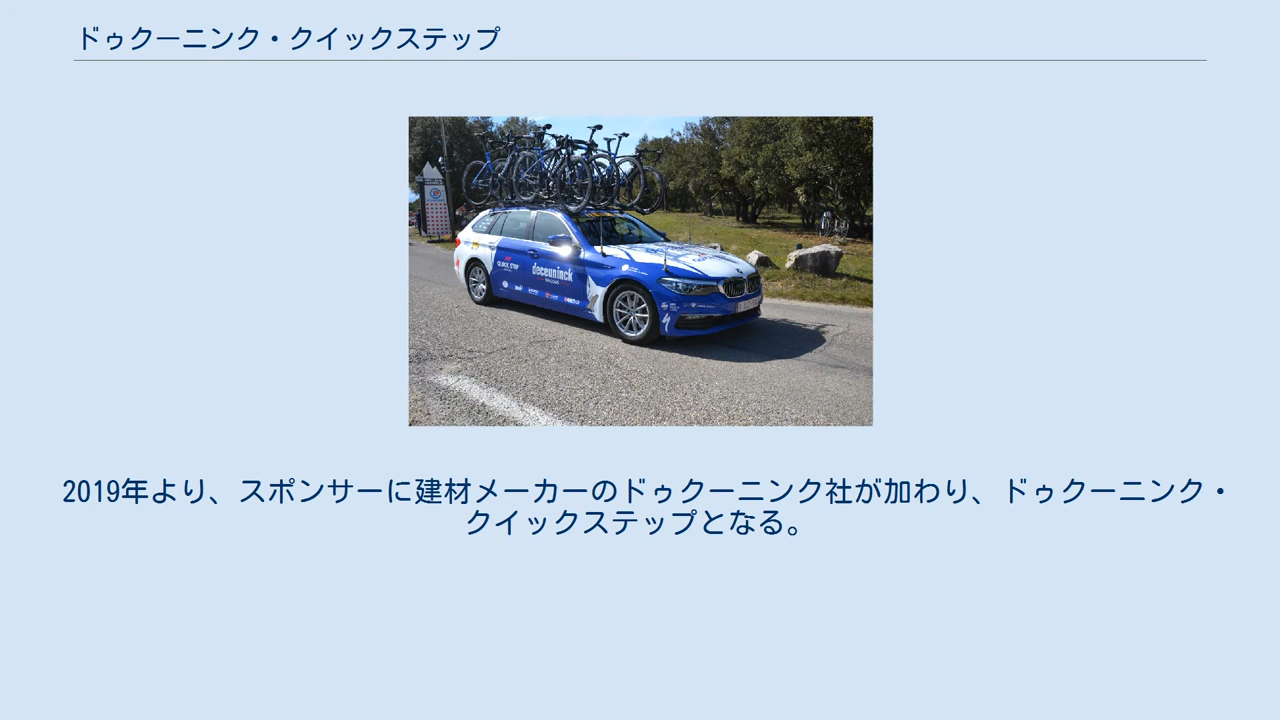 ドゥクーニンク・クイックステップ
QUICK STEP
deceuninck
2019年より、スポンサーに建材メーカーのドゥクーニンク社が加わり、ドゥクーニンク・
クイックステップとなる。